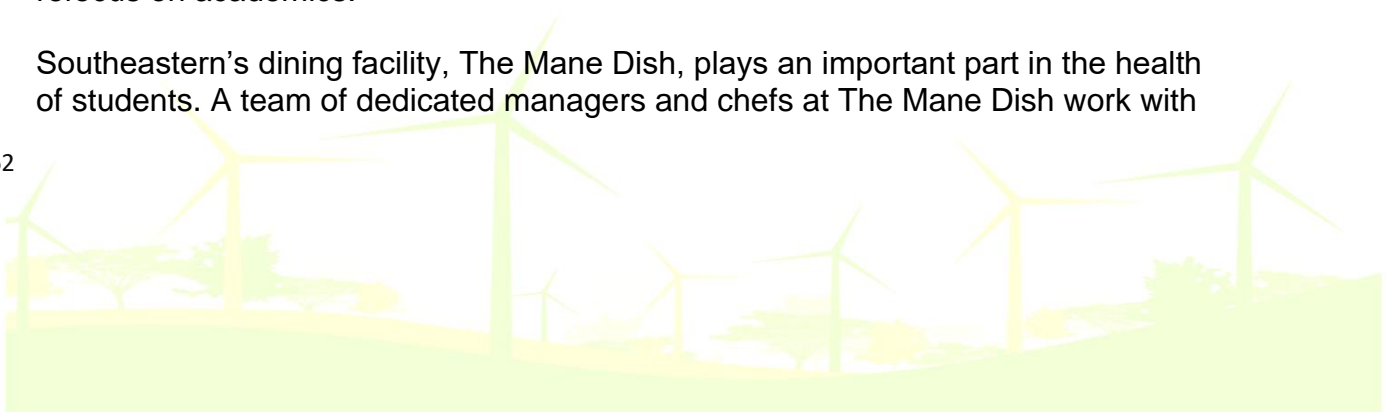 Southeastern's dining facility, The Mane Dish, plays an important part in the health
of students. A team of dedicated managers and chefs at The Mane Dish work with